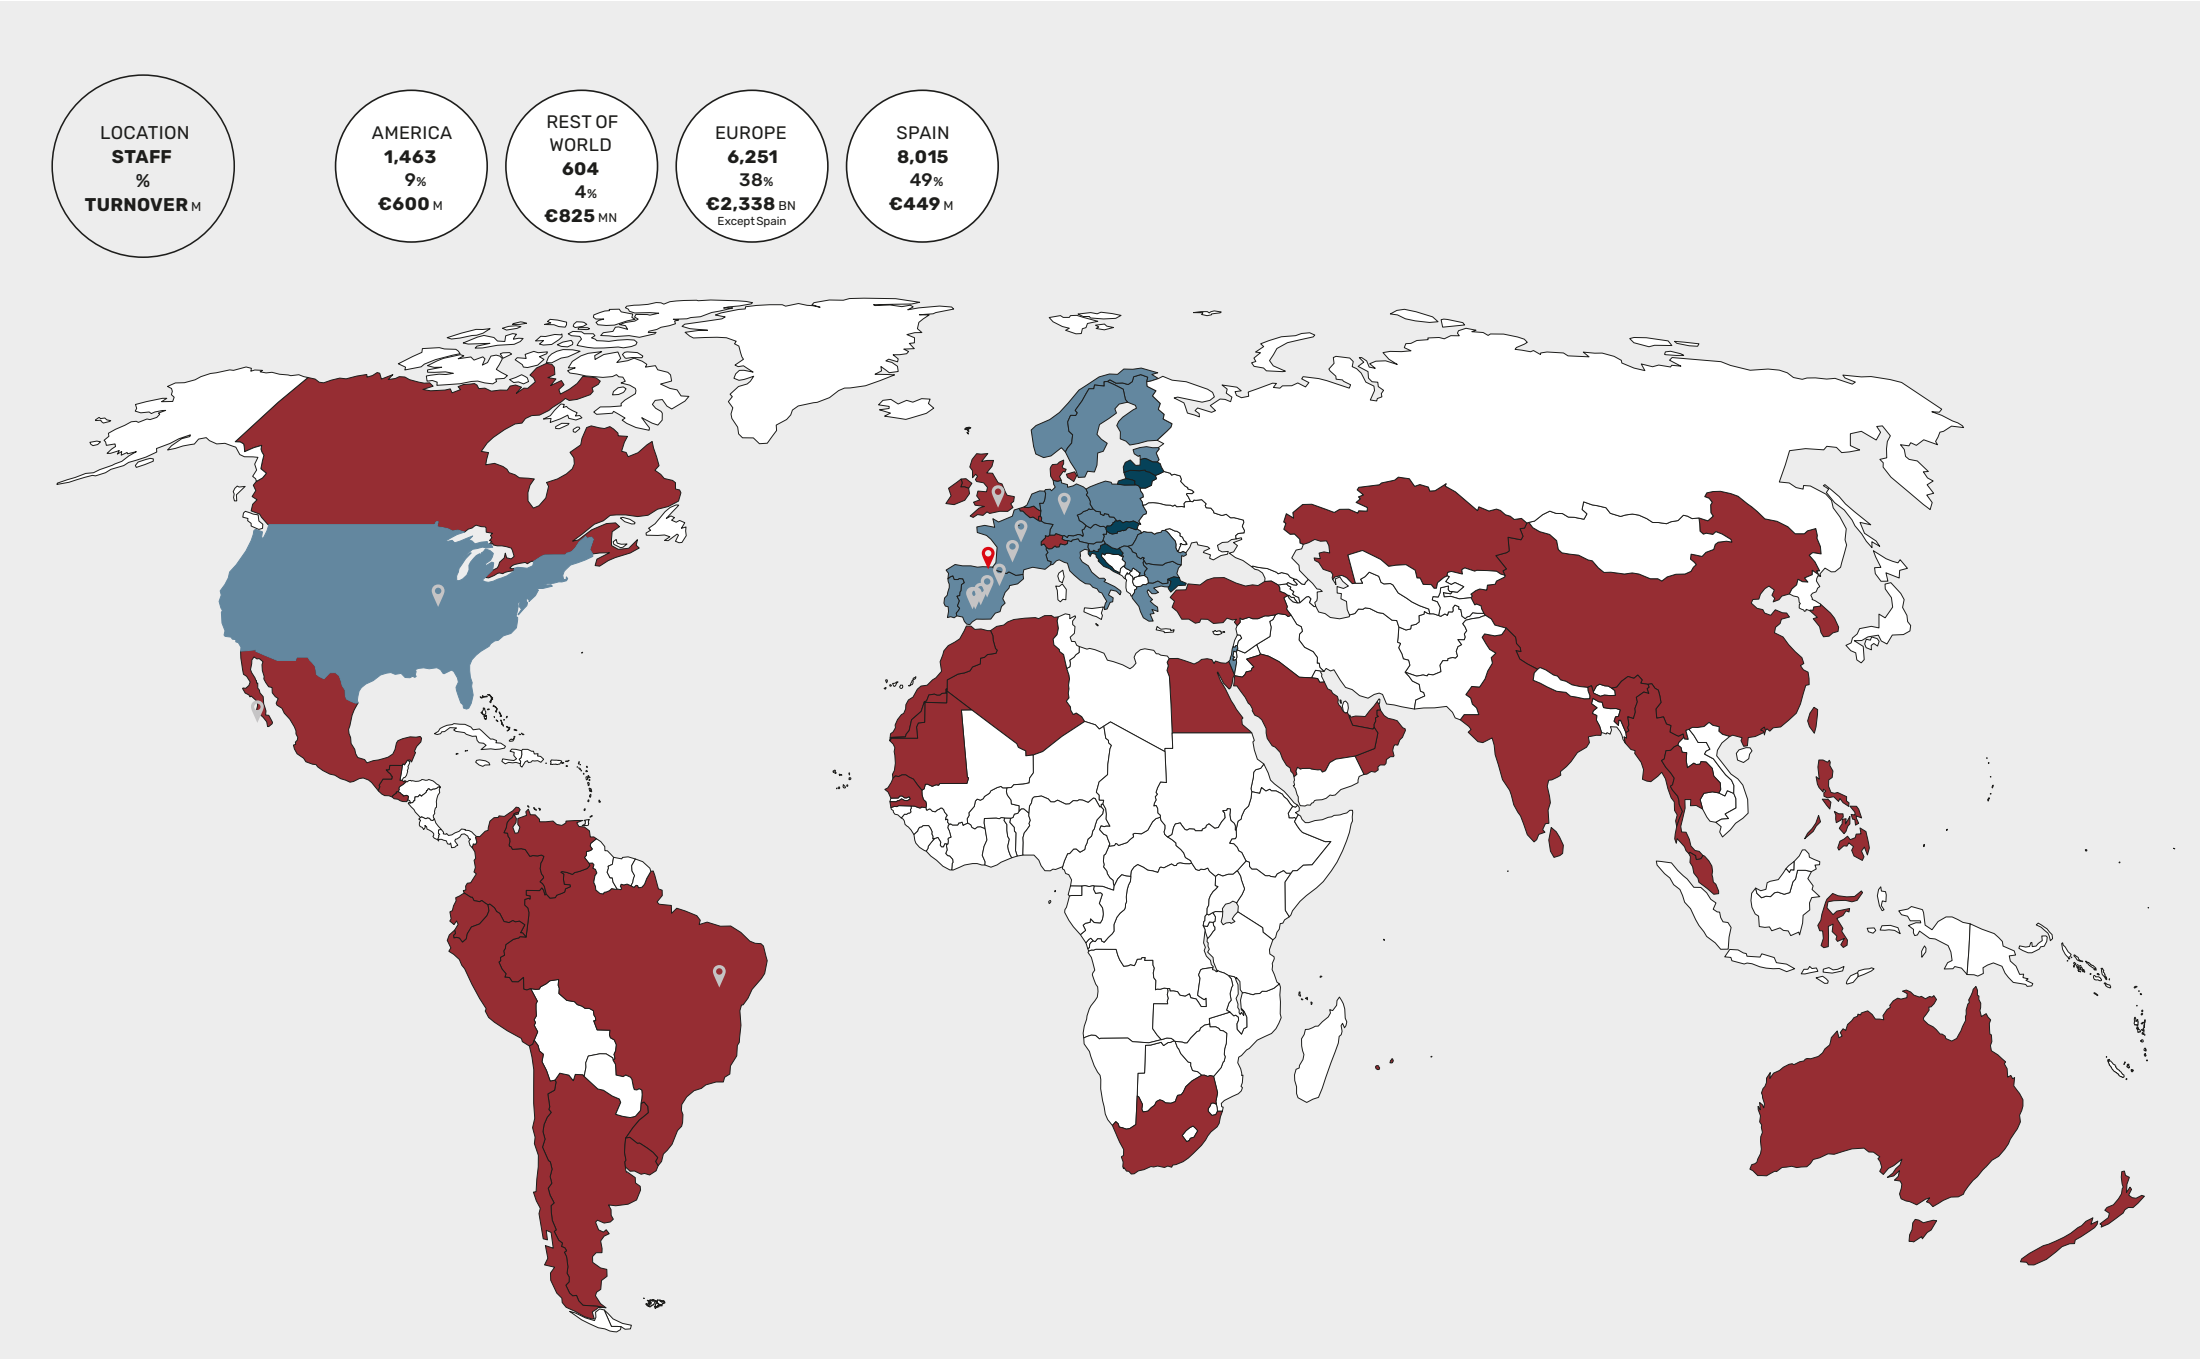 LOCATION
STAFF
%
TURNOVER M
AMERICA
1,463
9%
€600 M
REST OF
WORLD
604
4%
€825 MN
EUROPE
6,251
38%
€2,338 BN
Except Spain
SPAIN
8,015
49%
€449 M